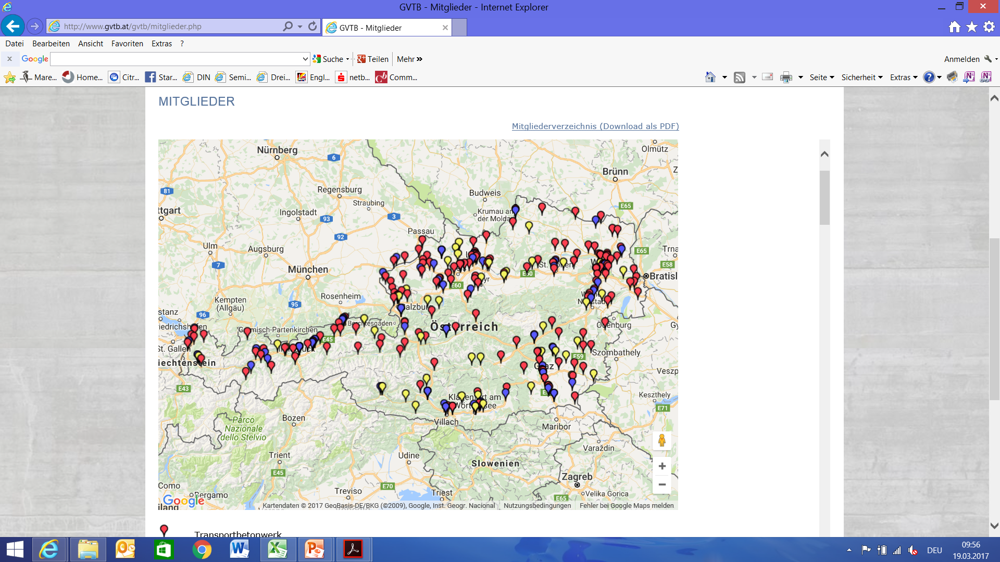 GVTB - Mitglieder - Internet Explorer
http://www.gvtb.at/gvtb/mitglieder.php
GVTB - Mitglieder
Datei Bearbeiten Ansicht Favoriten Extras ?
x Google Suche Teilen Mehr Anmelden
Mare... Home... Citr... Star... DIN Semi... Drei... Engl... netb... Comm... Seite Sicherheit Extras
MITGLIEDER
Mitgliederverzeichnis (Download als PDF)
Nürnberg
Olmütz
6
Brünn
Z
81
Regensburg
Budweis
Straubing
E65
ttgart
Ingolstadt
93
3
Krumau an
der Molda
Passau
92
Ulm
Augsburg
E65
Trna
7
München
St.
E58
E60
Bratisl
E60
yr
Rosenheim
Kempten
(Allgäu)
95
stanz
96
alzburg
Berchtesgaden
Österreich
Ödenburg
Gy
iedrichshafen
Garmisch-Partenkirchen
E45
St. Gallen
Szombathely
E59
iechtenstein
Graz
Veszp
E43
Klagenfurt am
Wörthersee
Keszthely
E71
Bozen
Parco
Nazionale
dello Stelvio
Villach
Maribor
Varaždin
Trient
Udine
Slowenien
E45
Zagreb
Como
Bergamo
E70
Treviso
Triest
Velika Gorica
E65
Google
ilang
Kartendaten © 2017 GeoBasis-DE/BKG (©2009), Google, Inst. Geogr. Nacional Nutzungsbedingungen Fehler bei Google Maps melden
Transportbetonwerk
DEU
09:56
19.03.2017